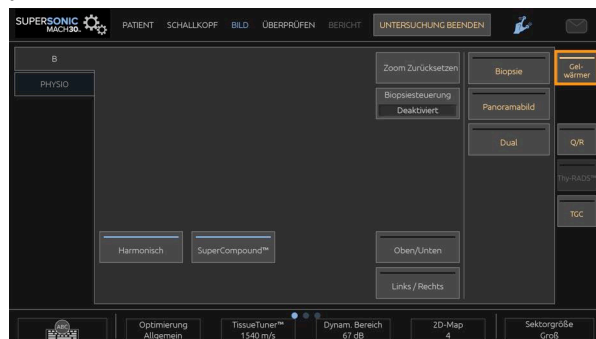 SUPERSONIC
MACH30
PATIENT SCHALLKOPF BILD ÜBERPRÜFEN BERICHT UNTERSUCHUNG BEENDEN
B
PHYSIO
Zoom Zurücksetzen
Biopsie
Gel-
wärmer
Biopsiesteuerung
Deaktiviert
Panoramabild
Dual
Q/R
Thy-RADS™
TGC
Harmonisch
SuperCompound™
Oben/Unten
Links / Rechts
ABC
Optimierung
Allgemein
TissueTuner™
1540 m/s
Dynam. Bereich
67 dB
2D-Map
4
Sektorgröße
Groß